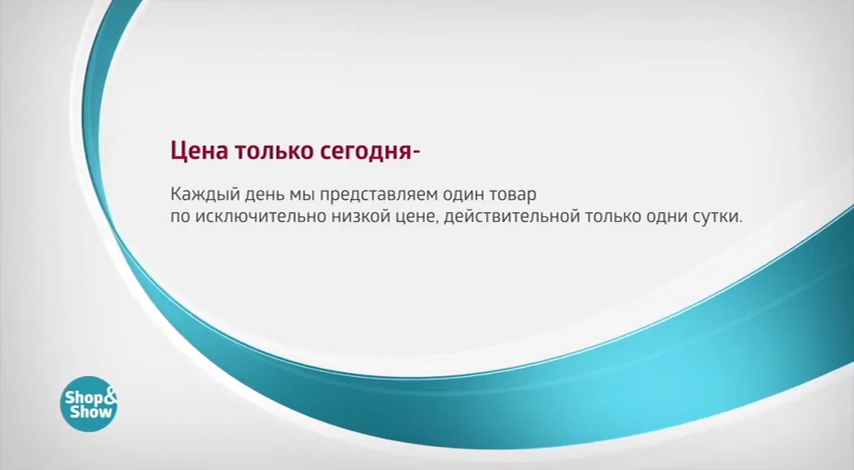 Цена только сегодня-
Каждый день мы представляем один товар
по исключительно низкой цене, действительной только одни сутки.
Shop&
Show